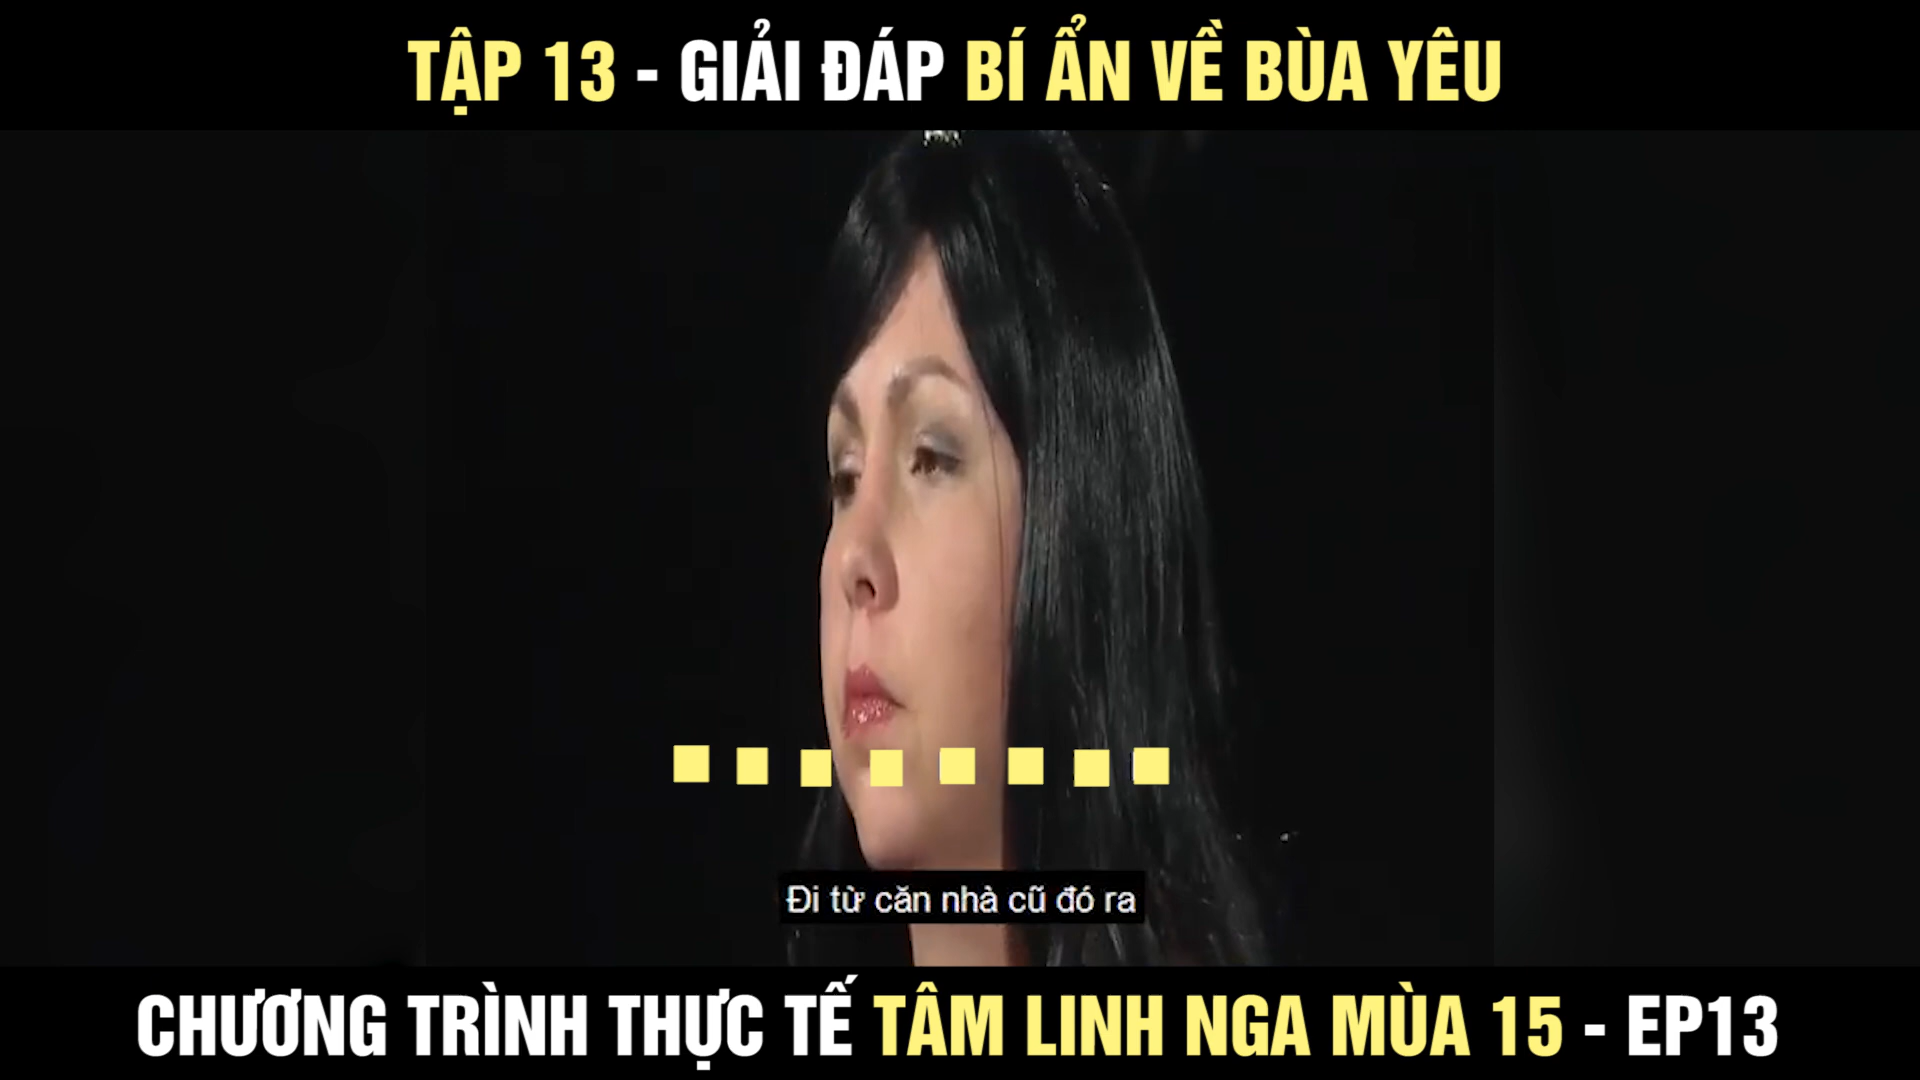 TẬP 13 - GIẢI ĐÁP BÍ ẨN VỀ BÙA YÊU
Đi từ căn nhà cũ đó ra
CHƯƠNG TRÌNH THỰC TẾ TÂM LINH NGA MÙA 15 - EP13